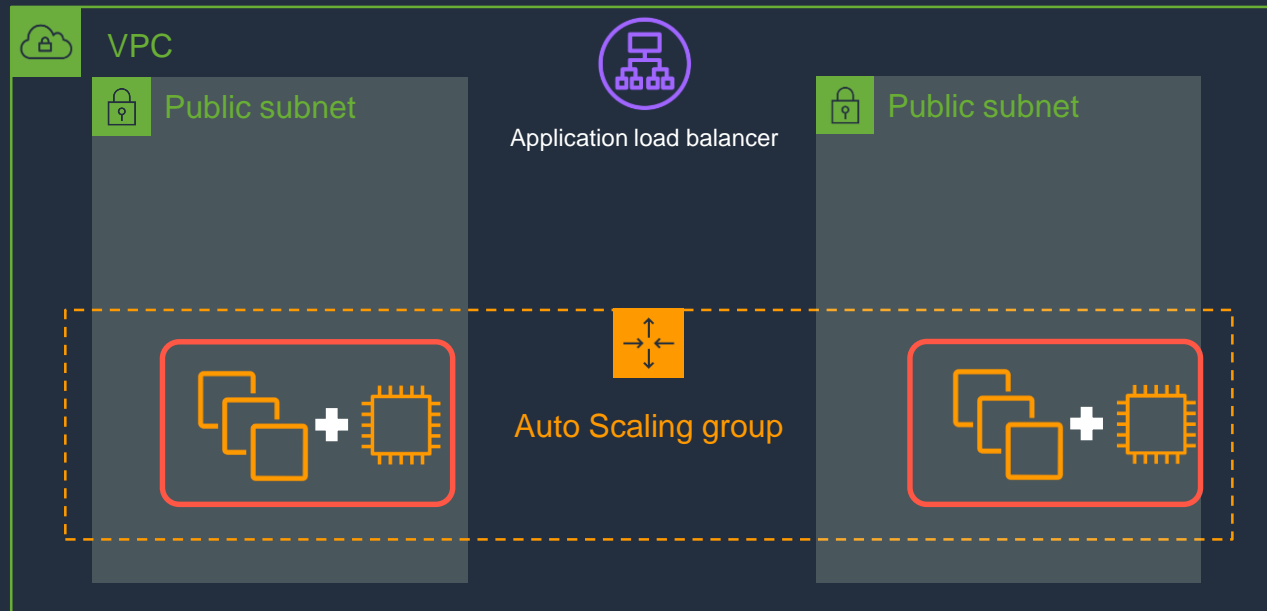 VPC
Public subnet
Application load balancer
Public subnet
Auto Scaling group